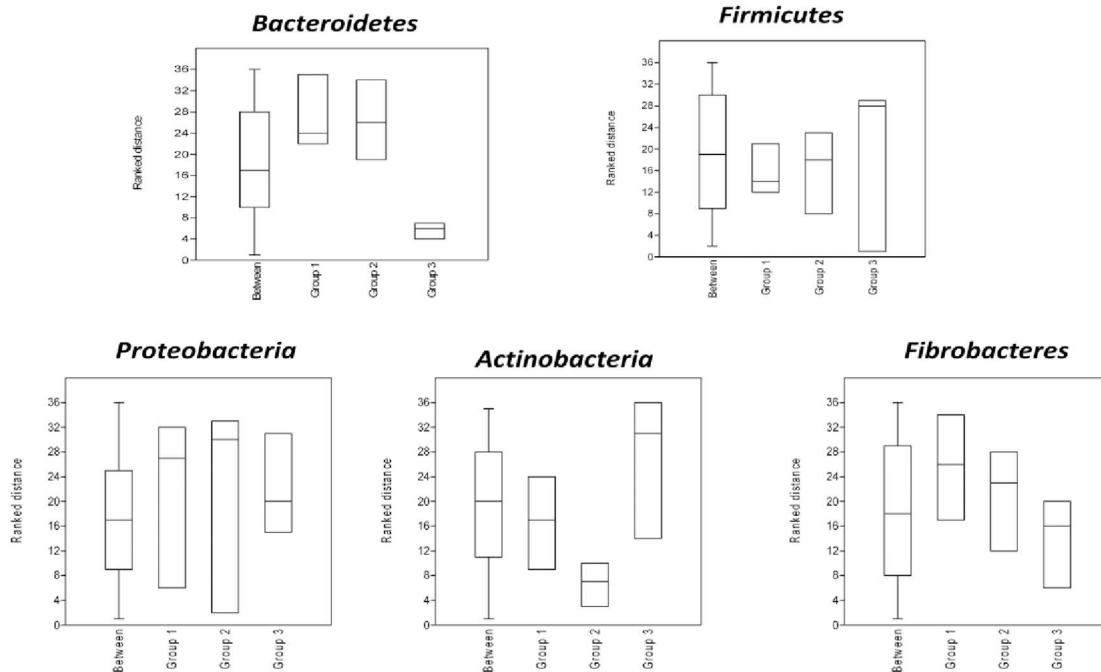 Bacteroidetes
Ranked distance
36
32
28
24
20
16
12
8
4
0
Between
Group 1
Group 2
Group 3
Firmicutes
Ranked distance
36
32
28
24
20
16
12
8
4
0
Between
Group 1
Group 2
Group 3
Proteobacteria
Ranked distance
36
32
28
24
20
16
12
8
4
0
Between
Group 1
Group 2
Group 3
Actinobacteria
Ranked distance
36
32
28
24
20
16
12
8
4
0
Between
Group 1
Group 2
Group 3
Fibrobacteres
Ranked distance
36
32
28
24
20
16
12
8
4
0
Between
Group 1
Group 2
Group 3